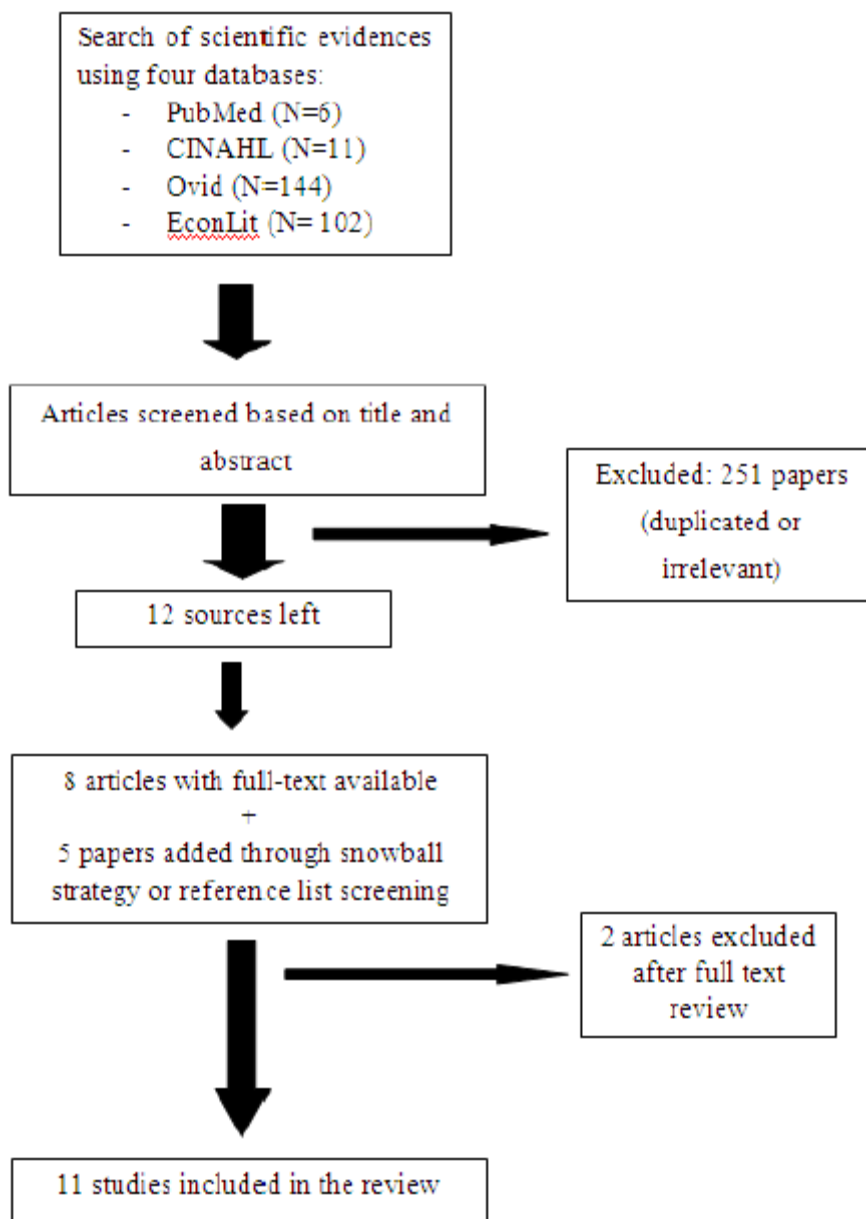 Search of scientific evidences
using four databases:
- PubMed (N=6)
- CINAHL (N=11)
- Ovid (N=144)
- EconLit (N= 102)
Articles screened based on title and
abstract
Excluded: 251 papers
(duplicated or
irrelevant)
12 sources left
8 articles with full-text available
+
5 papers added through snowball
strategy or reference list screening
2 articles excluded
after full text
review
11 studies included in the review